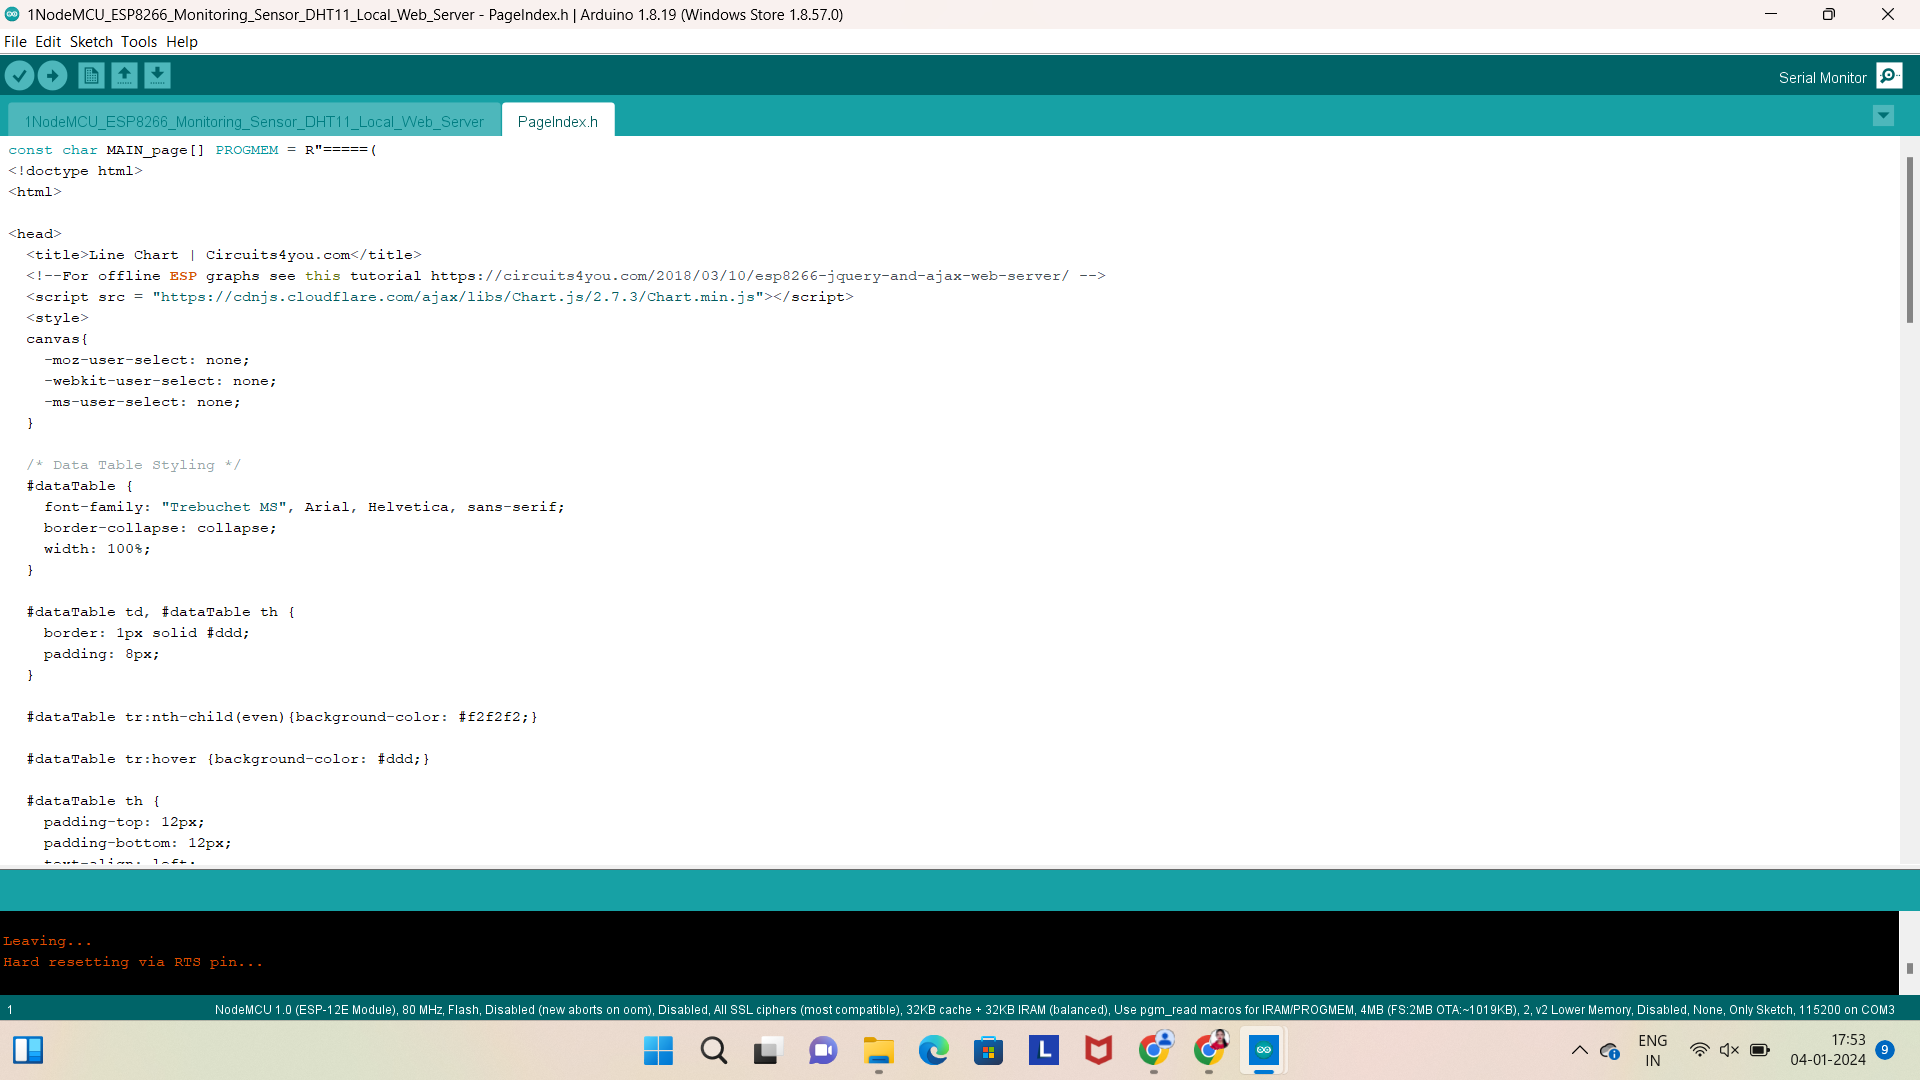 1NodeMCU_ESP8266_Monitoring_Sensor_DHT11_Local_Web_Server - PageIndex.h | Arduino 1.8.19 (Windows Store 1.8.57.0)
File Edit Sketch Tools Help
Serial Monitor
1NodeMCU_ESP8266_Monitoring_Sensor_DHT11_Local_Web_Server PageIndex.h
const char MAIN_page[] PROGMEM = R"=====(
<!doctype html>
<html>
<head>
<title>Line Chart | Circuits4you.com</title>
<!--For offline ESP graphs see this tutorial https://circuits4you.com/2018/03/10/esp8266-jquery-and-ajax-web-server/ -->
<script src = "https://cdnjs.cloudflare.com/ajax/libs/Chart.js/2.7.3/Chart.min.js"></script>
<style>
canvas{
-moz-user-select: none;
-webkit-user-select: none;
-ms-user-select: none;
}
/* Data Table Styling */
#dataTable {
font-family: "Trebuchet MS", Arial, Helvetica, sans-serif;
border-collapse: collapse;
width: 100%;
}
#dataTable td, #dataTable th {
border: 1px solid #ddd;
padding: 8px;
}
#dataTable tr:nth-child(even){background-color: #f2f2f2;}
#dataTable tr:hover {background-color: #ddd;}
#dataTable th {
padding-top: 12px;
padding-bottom: 12px;
text-align: left;
Leaving...
Hard resetting via RTS pin...
1 NodeMCU 1.0 (ESP-12E Module), 80 MHz, Flash, Disabled (new aborts on oom), Disabled, All SSL ciphers (most compatible), 32KB cache + 32KB IRAM (balanced), Use pgm_read macros for IRAM/PROGMEM, 4MB (FS:2MB OTA:~1019KB), 2, v2 Lower Memory, Disabled, None, Only Sketch, 115200 on COM3
L
ENG
IN
17:53
04-01-2024
9